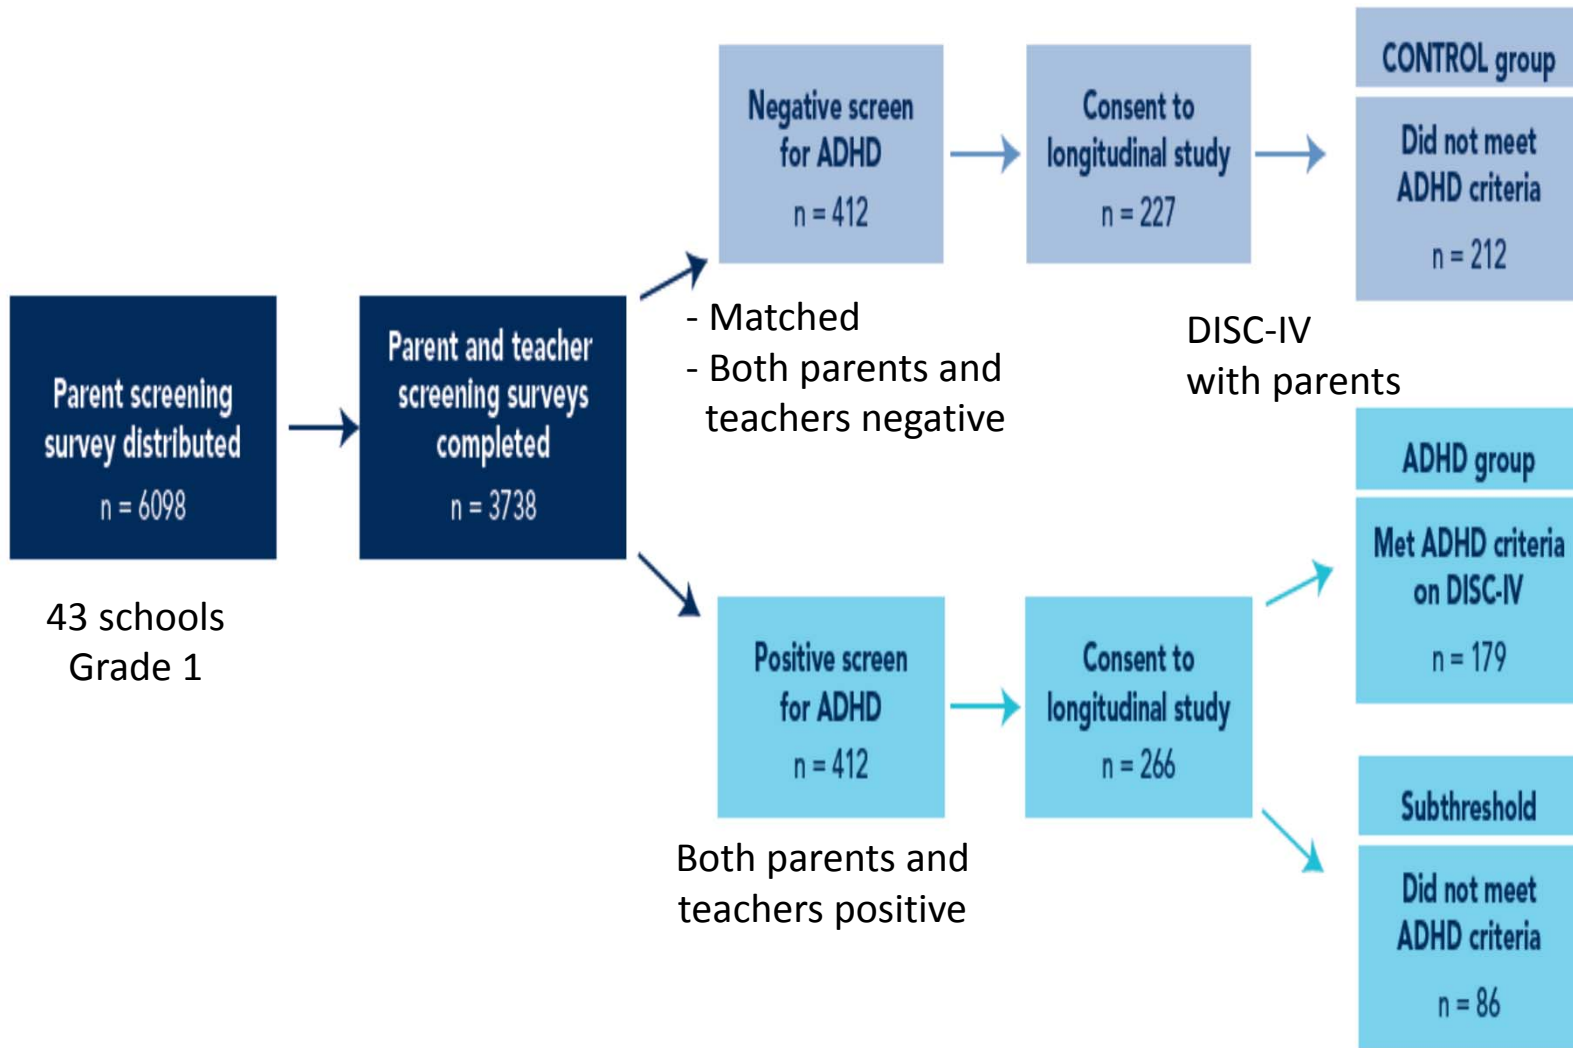 Parent screening
survey distributed
n = 6098
43 schools
Grade 1
Parent and teacher
screening surveys
completed
n = 3738
Negative screen
for ADHD
n = 412
- Matched
- Both parents and
teachers negative
Consent to
longitudinal study
n = 227
DISC-IV
with parents
CONTROL group
Did not meet
ADHD criteria
n = 212
Positive screen
for ADHD
n = 412
Both parents and
teachers positive
Consent to
longitudinal study
n = 266
ADHD group
Met ADHD criteria
on DISC-IV
n = 179
Subthreshold
Did not meet
ADHD criteria
n = 86